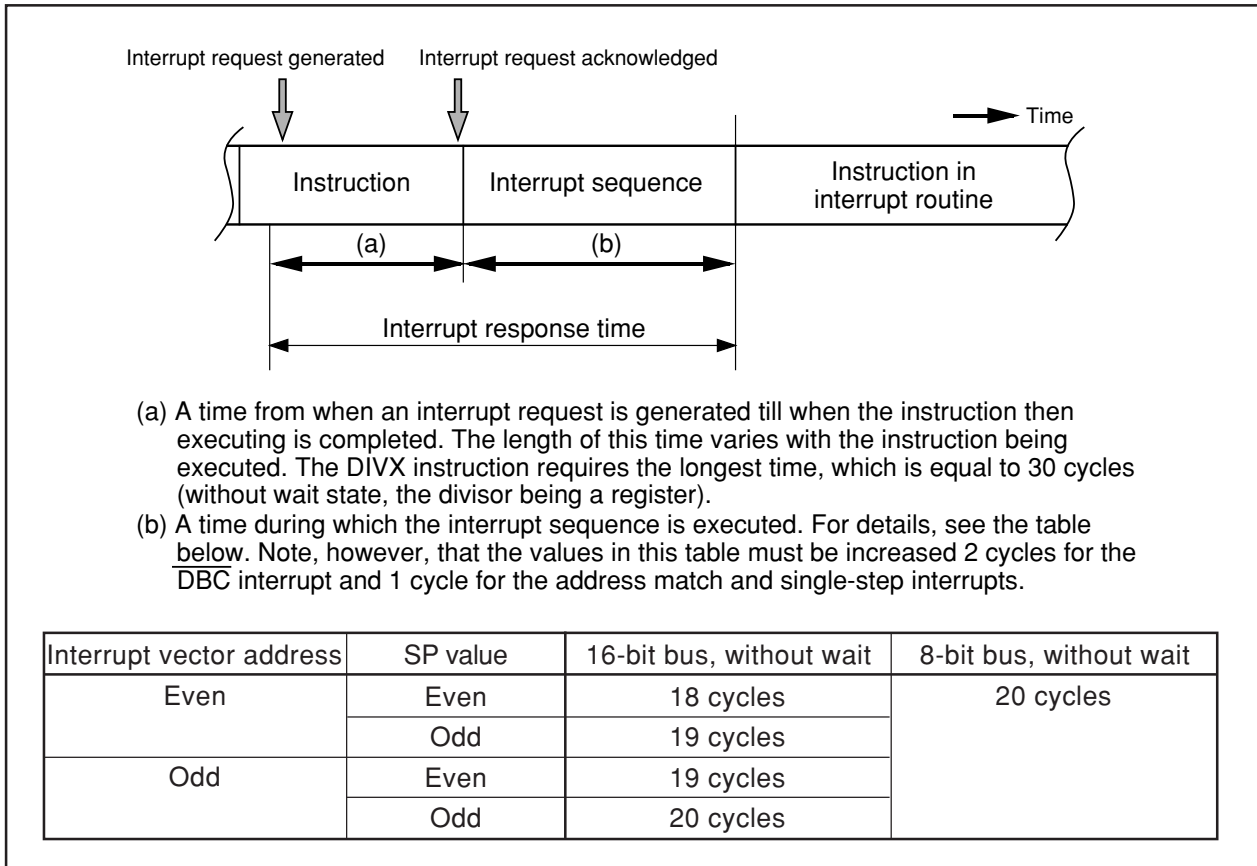 Interrupt request generated
Interrupt request acknowledged
Time
Instruction
Interrupt sequence
Instruction in
interrupt routine
(a)
(b)
Interrupt response time
(a) A time from when an interrupt request is generated till when the instruction then
executing is completed. The length of this time varies with the instruction being
executed. The DIVX instruction requires the longest time, which is equal to 30 cycles
(without wait state, the divisor being a register).
(b) A time during which the interrupt sequence is executed. For details, see the table
below. Note, however, that the values in this table must be increased 2 cycles for the
DBC interrupt and 1 cycle for the address match and single-step interrupts.
Interrupt vector address SP value 16-bit bus, without wait 8-bit bus, without wait
Even Even 18 cycles 20 cycles
Odd 19 cycles
Odd Even 19 cycles
Odd 20 cycles